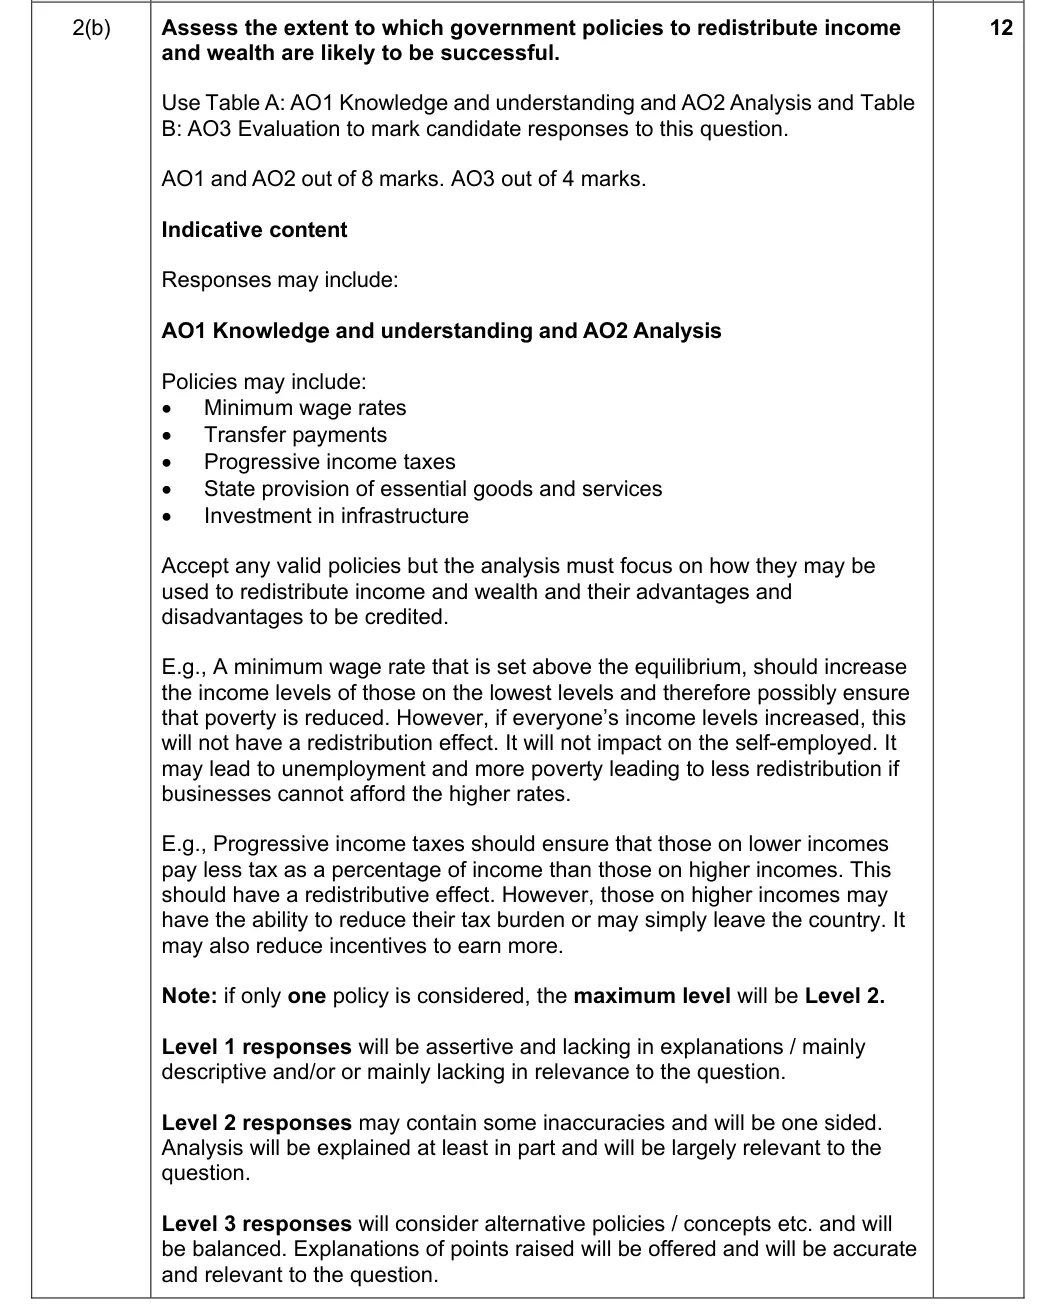 2(b)
Assess the extent to which government policies to redistribute income
and wealth are likely to be successful.
12
Use Table A: AO1 Knowledge and understanding and AO2 Analysis and Table
B: AO3 Evaluation to mark candidate responses to this question.
AO1 and AO2 out of 8 marks. AO3 out of 4 marks.
Indicative content
Responses may include:
AO1 Knowledge and understanding and AO2 Analysis
Policies may include:
• Minimum wage rates
• Transfer payments
• Progressive income taxes
• State provision of essential goods and services
• Investment in infrastructure
Accept any valid policies but the analysis must focus on how they may be
used to redistribute income and wealth and their advantages and
disadvantages to be credited.
E.g., A minimum wage rate that is set above the equilibrium, should increase
the income levels of those on the lowest levels and therefore possibly ensure
that poverty is reduced. However, if everyone's income levels increased, this
will not have a redistribution effect. It will not impact on the self-employed. It
may lead to unemployment and more poverty leading to less redistribution if
businesses cannot afford the higher rates.
E.g., Progressive income taxes should ensure that those on lower incomes
pay less tax as a percentage of income than those on higher incomes. This
should have a redistributive effect. However, those on higher incomes may
have the ability to reduce their tax burden or may simply leave the country. It
may also reduce incentives to earn more.
Note: if only one policy is considered, the maximum level will be Level 2.
Level 1 responses will be assertive and lacking in explanations / mainly
descriptive and/or or mainly lacking in relevance to the question.
Level 2 responses may contain some inaccuracies and will be one sided.
Analysis will be explained at least in part and will be largely relevant to the
question.
Level 3 responses will consider alternative policies / concepts etc. and will
be balanced. Explanations of points raised will be offered and will be accurate
and relevant to the question.